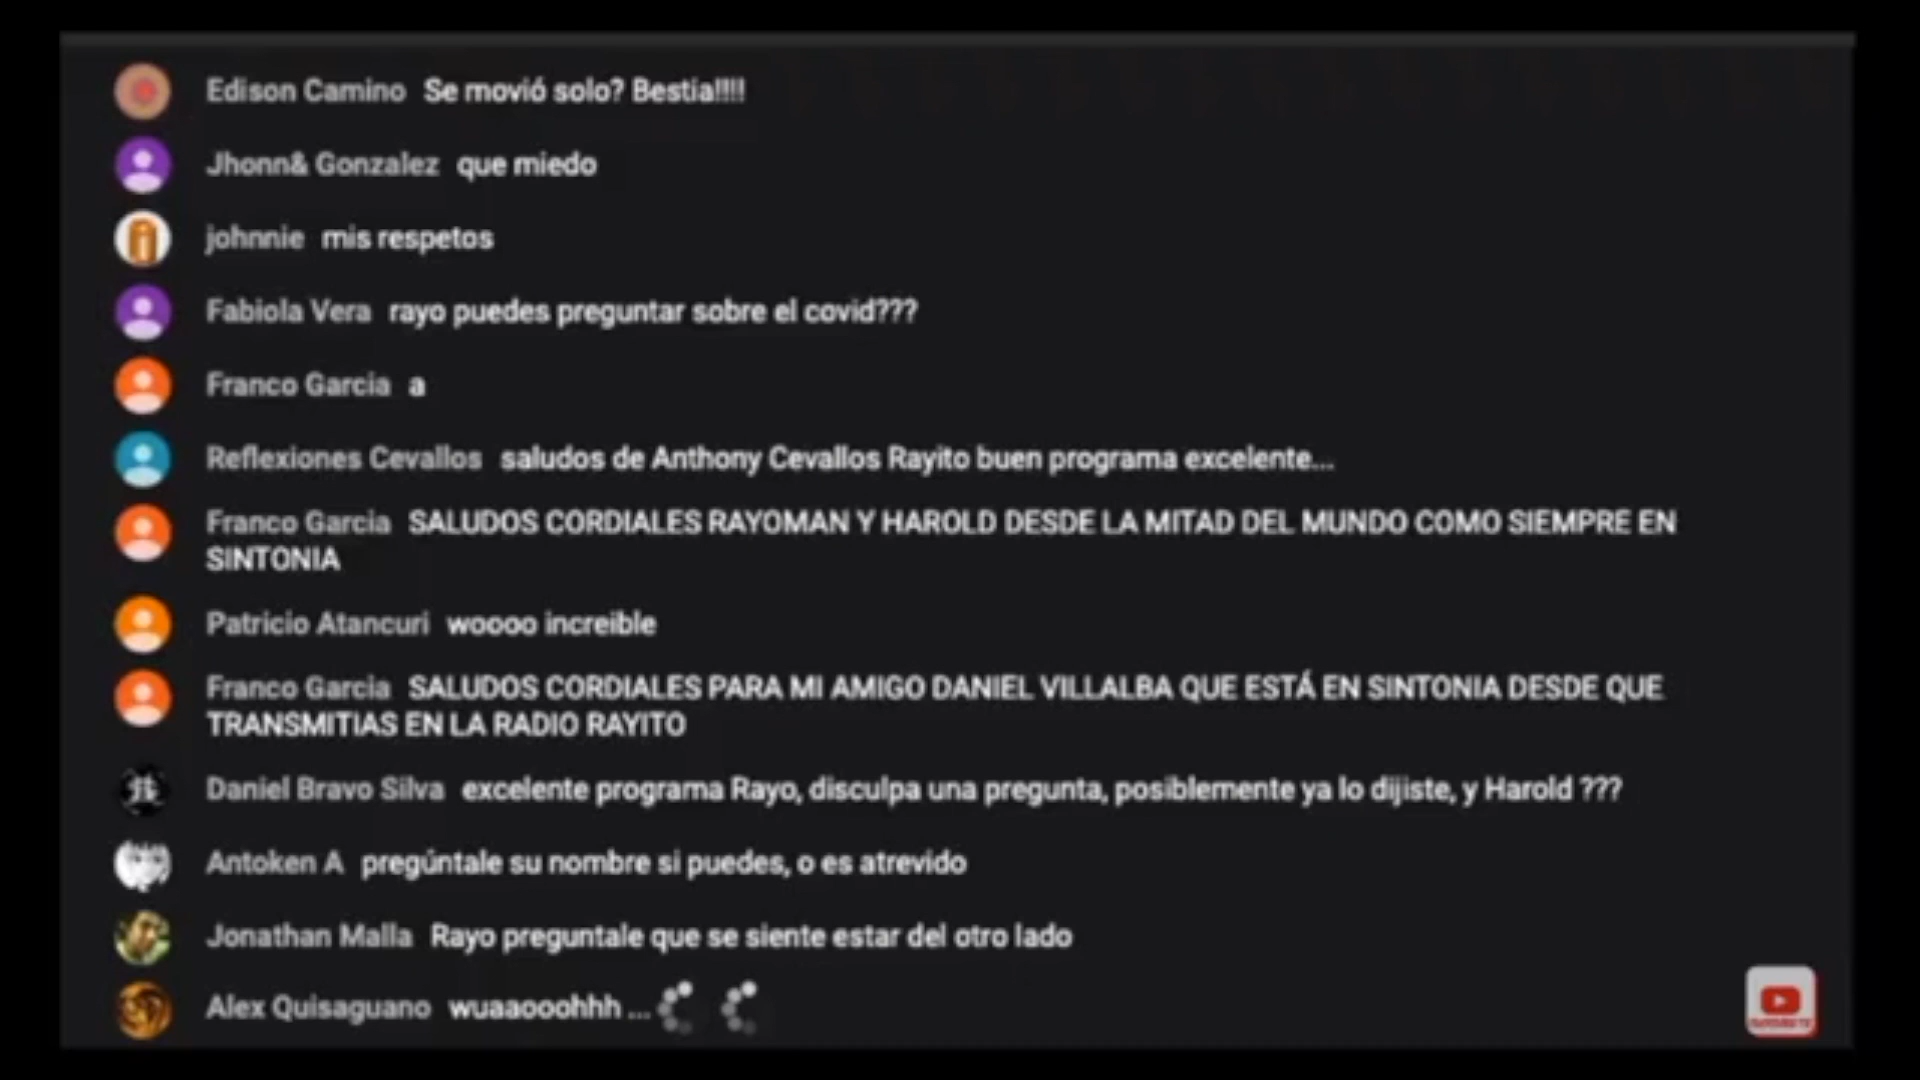 Edison Camino Se movió solo? Bestia!!!!
Jhonn& Gonzalez que miedo
johnnie mis respetos
Fabiola Vera rayo puedes preguntar sobre el covid???
Franco Garcia a
Reflexiones Cevallos saludos de Anthony Cevallos Rayito buen programa excelente...
Franco Garcia SALUDOS CORDIALES RAYOMAN Y HAROLD DESDE LA MITAD DEL MUNDO COMO SIEMPRE EN
SINTONIA
Patricio Atancuri woooo increible
Franco Garcia SALUDOS CORDIALES PARA MI AMIGO DANIEL VILLALBA QUE ESTÁ EN SINTONIA DESDE QUE
TRANSMITIAS EN LA RADIO RAYITO
Daniel Bravo Silva excelente programa Rayo, disculpa una pregunta, posiblemente ya lo dijiste, y Harold ???
Antoken A pregúntale su nombre si puedes, o es atrevido
Jonathan Malla Rayo preguntale que se siente estar del otro lado
Alex Quisaguano wuaaooohhh ...